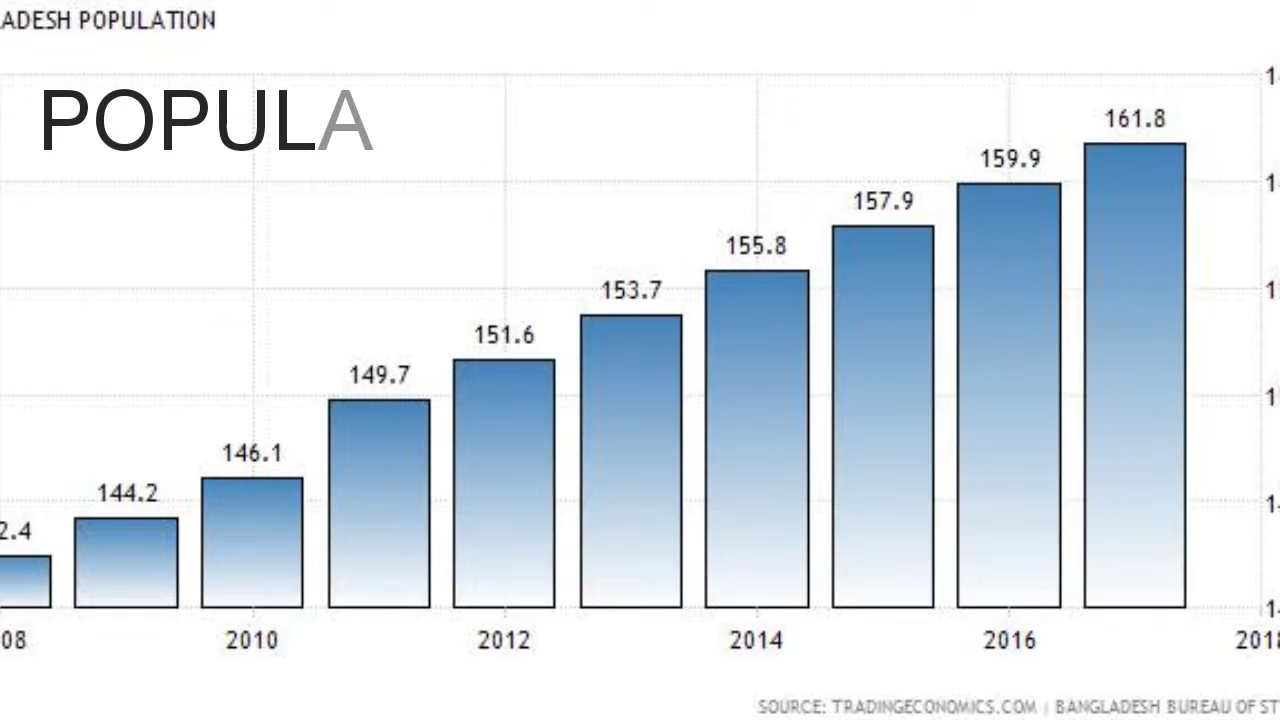 ADESH POPULATION
POPULA
161.8
159.9
157.9
155.8
153.7
151.6
149.7
146.1
144.2
2.4
08 2010 2012 2014 2016 2018
SOURCE: TRADINGECONOMICS.COM | BANGLADESH BUREAU OF ST